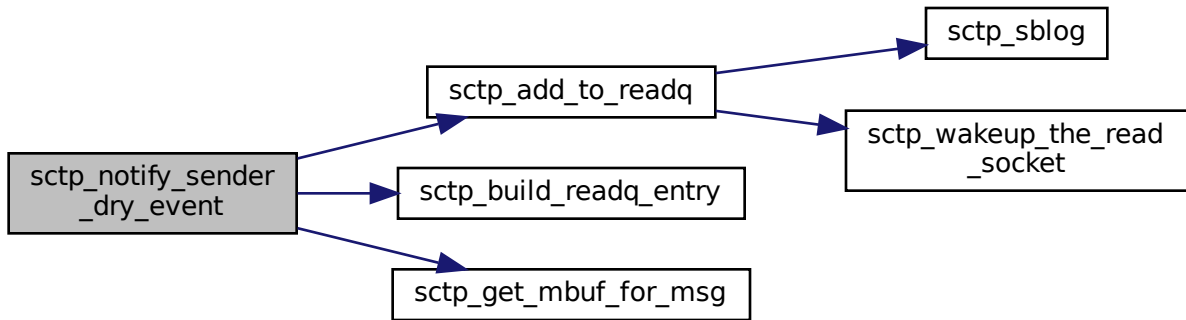 sctp_notify_sender
_dry_event
sctp_add_to_readq
sctp_build_readq_entry
sctp_get_mbuf_for_msg
sctp_sblog
sctp_wakeup_the_read
_socket